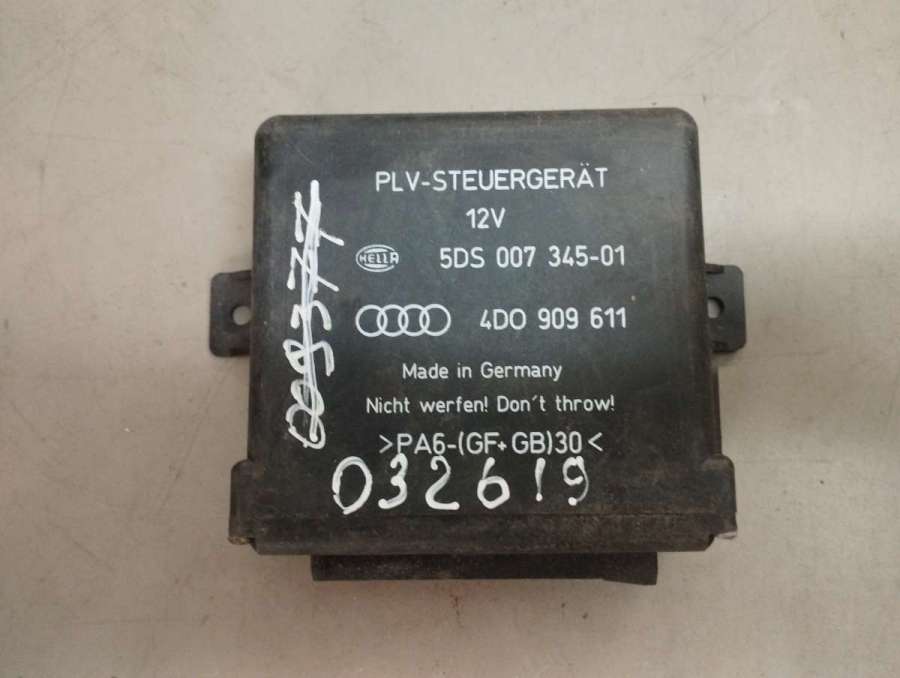 PLV-STEUERGERÄT
12V
HELLA 5DS 007 345-01
4D0 909 611
Made in Germany
Nicht werfen! Don't throw!
>PA6-(GF+GB)30<
032619
009377